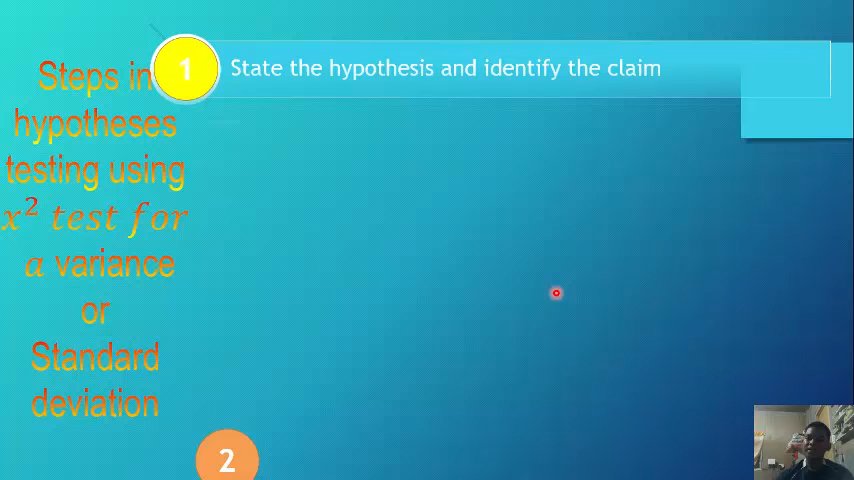 1 State the hypothesis and identify the claim
Steps in
hypotheses
testing using
x² test for
a variance
or
Standard
deviation
2